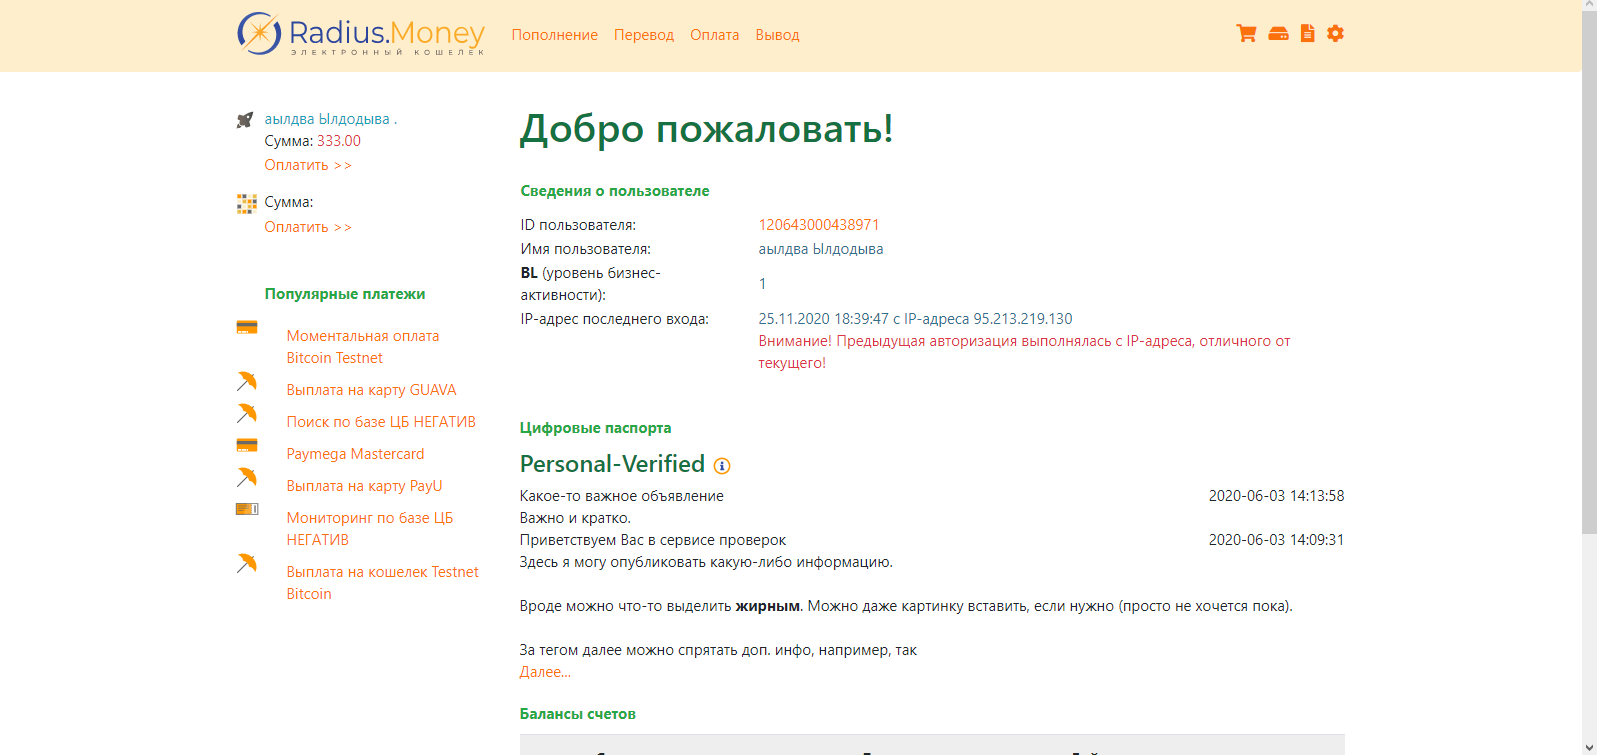 Radius.Money
ЭЛЕКТРОННЫЙ КОШЕЛЕК
Пополнение Перевод Оплата Вывод
аылдва Ылдодыва .
Сумма: 333.00
Оплатить >>
Сумма:
Оплатить >>
Популярные платежи
Моментальная оплата
Bitcoin Testnet
Выплата на карту GUAVA
Поиск по базе ЦБ НЕГАТИВ
Paymega Mastercard
Выплата на карту PayU
Мониторинг по базе ЦБ
НЕГАТИВ
Выплата на кошелек Testnet
Bitcoin
Добро пожаловать!
Сведения о пользователе
ID пользователя: 120643000438971
Имя пользователя: аылдва Ылдодыва
BL (уровень бизнес-
активности): 1
IP-адрес последнего входа: 25.11.2020 18:39:47 с IP-адреса 95.213.219.130
Внимание! Предыдущая авторизация выполнялась с IP-адреса, отличного от
текущего!
Цифровые паспорта
Personal-Verified
Какое-то важное объявление 2020-06-03 14:13:58
Важно и кратко.
Приветствуем Вас в сервисе проверок 2020-06-03 14:09:31
Здесь я могу опубликовать какую-либо информацию.
Вроде можно что-то выделить жирным. Можно даже картинку вставить, если нужно (просто не хочется пока).
За тегом далее можно спрятать доп. инфо, например, так
Далее...
Балансы счетов